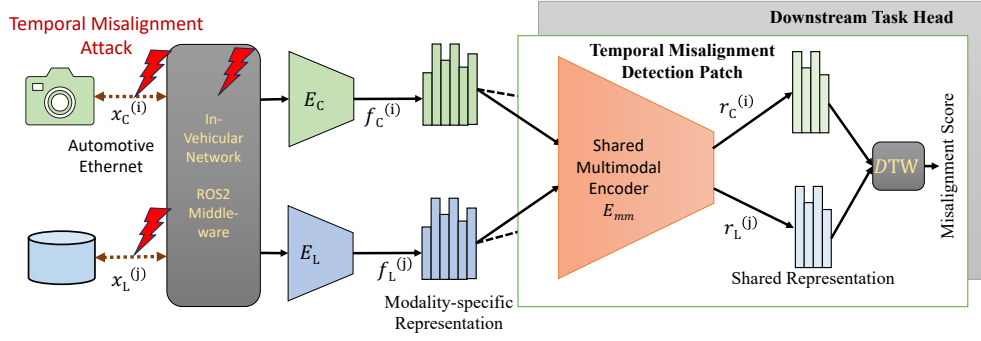 Temporal Misalignment
Attack
x_C^(i)
Automotive
Ethernet
x_L^(j)
In-
Vehicular
Network
ROS2
Middle-
ware
E_C
f_C^(i)
E_L
f_L^(j)
Modality-specific
Representation
Downstream Task Head
Temporal Misalignment
Detection Patch
Shared
Multimodal
Encoder
E_mm
r_C^(i)
r_L^(j)
Shared Representation
DTW
Misalignment Score